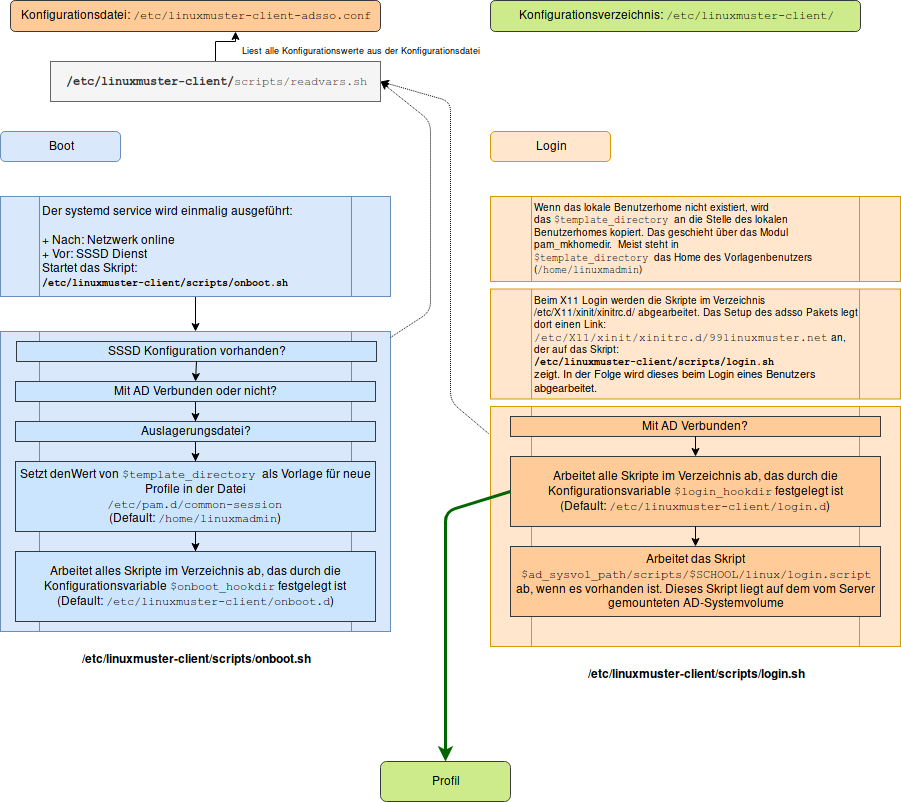 Konfigurationsdatei: /etc/linuxmuster-client-adsso.conf
Konfigurationsverzeichnis: /etc/linuxmuster-client/
Liest alle Konfigurationswerte aus der Konfigurationsdatei
/etc/linuxmuster-client/scripts/readvars.sh
Boot
Login
Der systemd service wird einmalig ausgeführt:
+ Nach: Netzwerk online
+ Vor: SSSD Dienst
Startet das Skript:
/etc/linuxmuster-client/scripts/onboot.sh
SSSD Konfiguration vorhanden?
Mit AD Verbunden oder nicht?
Auslagerungsdatei?
Setzt denWert von $template_directory als Vorlage für neue
Profile in der Datei
/etc/pam.d/common-session
(Default: /home/linuxmadmin)
Arbeitet alles Skripte im Verzeichnis ab, das durch die
Konfigurationsvariable $onboot_hookdir festgelegt ist
(Default: /etc/linuxmuster-client/onboot.d)
/etc/linuxmuster-client/scripts/onboot.sh
Wenn das lokale Benutzerhome nicht existiert, wird
das $template_directory an die Stelle des lokalen
Benutzerhomes kopiert. Das geschieht über das Modul
pam_mkhomedir. Meist steht in
$template_directory das Home des Vorlagenbenutzers
(/home/linuxmadmin)
Beim X11 Login werden die Skripte im Verzeichnis
/etc/X11/xinit/xinitrc.d/ abgearbeitet. Das Setup des adsso Pakets legt
dort einen Link:
/etc/X11/xinit/xinitrc.d/99linuxmuster.net an,
der auf das Skript:
/etc/linuxmuster-client/scripts/login.sh
zeigt. In der Folge wird dieses beim Login eines Benutzers
abgearbeitet.
Mit AD Verbunden?
Arbeitet alle Skripte im Verzeichnis ab, das durch die
Konfigurationsvariable $login_hookdir festgelegt ist
(Default: /etc/linuxmuster-client/login.d)
Arbeitet das Skript
$ad_sysvol_path/scripts/$SCHOOL/linux/login.script
ab, wenn es vorhanden ist. Dieses Skript liegt auf dem vom Server
gemounteten AD-Systemvolume
/etc/linuxmuster-client/scripts/login.sh
Profil